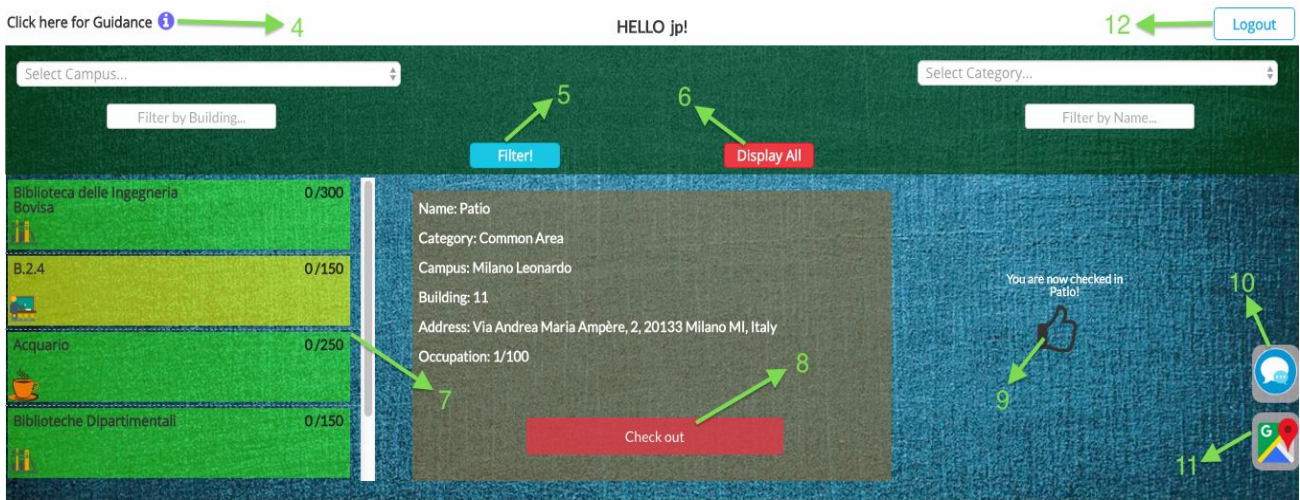 Click here for Guidance
4
HELLO jp!
12
Logout
Select Campus...
Select Category...
5
6
Filter by Building...
Filter by Name...
Filter!
Display All
Biblioteca delle Ingegneria
Bovisa
0/300
B.2.4
0/150
Acquario
0/250
Biblioteche Dipartimentali
0/150
7
Name: Patio
Category: Common Area
Campus: Milano Leonardo
Building: 11
Address: Via Andrea Maria Ampère, 2, 20133 Milano MI, Italy
Occupation: 1/100
8
Check out
You are now checked in
Patio!
9
10
11
G